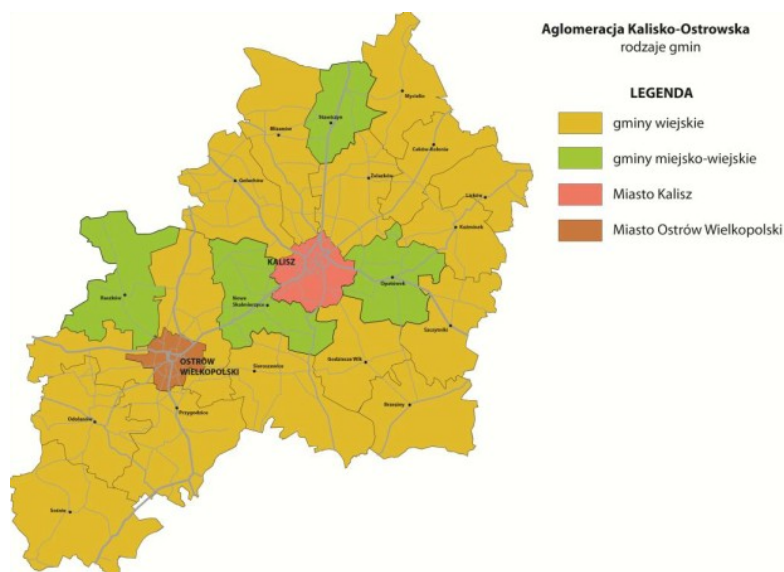 Aglomeracja Kalisko-Ostrowska
rodzaje gmin
LEGENDA
gminy wiejskie
gminy miejsko-wiejskie
Miasto Kalisz
Miasto Ostrów Wielkopolski
Mycielin
Stawiszyn
Blizanów
Ceków-Kolonia
Żelazków
Gołuchów
Lisków
Koźminek
KALISZ
Opatówek
Raszków
Nowe
Skalmierzyce
Szczytniki
OSTRÓW
WIELKOPOLSKI
Godziesze Wlk
Sieroszewice
Brzeziny
Przygodzice
Odolanów
Sośnie